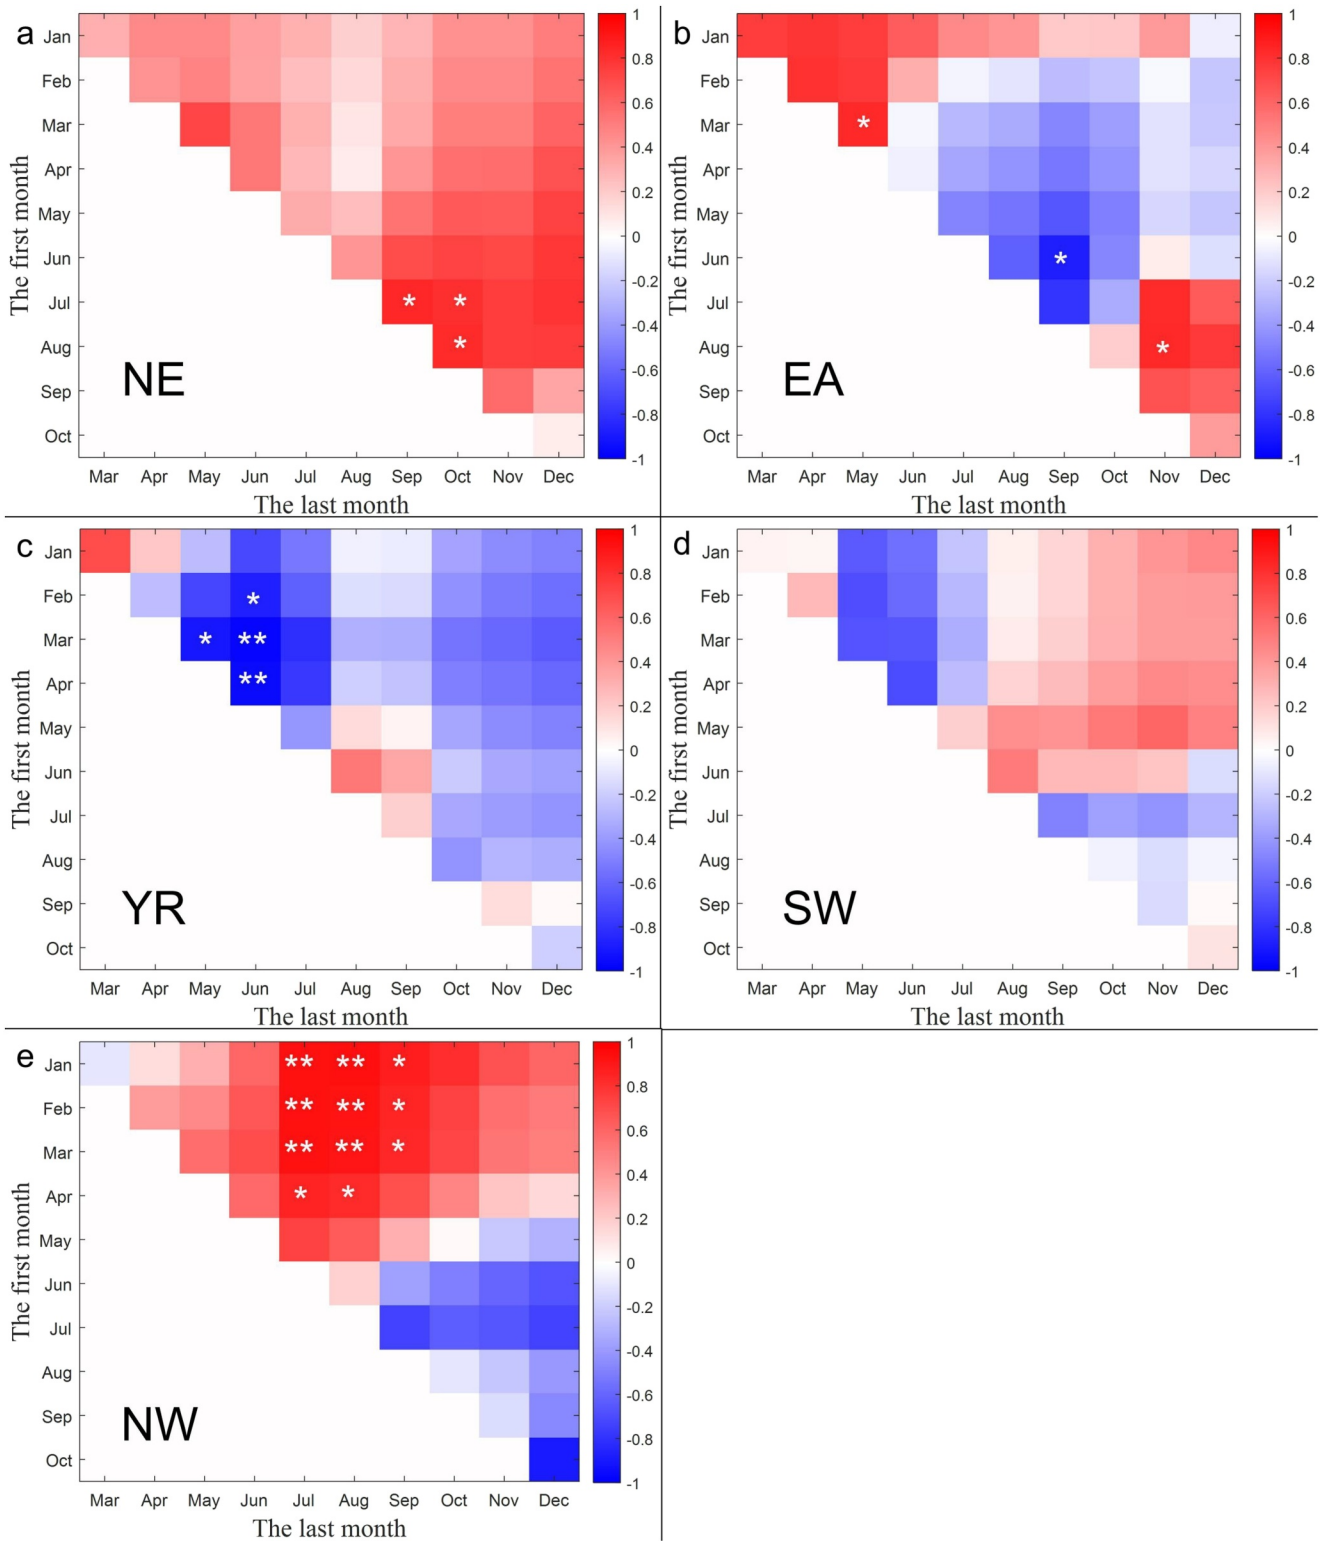 a
Jan
Feb
Mar
Apr
May
Jun
Jul
Aug
Sep
Oct
The first month
* *
*
NE
Mar Apr May Jun Jul Aug Sep Oct Nov Dec
The last month
1
0.8
0.6
0.4
0.2
0
-0.2
-0.4
-0.6
-0.8
-1
b
Jan
Feb
Mar
Apr
May
Jun
Jul
Aug
Sep
Oct
The first month
*
*
*
EA
Mar Apr May Jun Jul Aug Sep Oct Nov Dec
The last month
1
0.8
0.6
0.4
0.2
0
-0.2
-0.4
-0.6
-0.8
-1
c
Jan
Feb
Mar
Apr
May
Jun
Jul
Aug
Sep
Oct
The first month
*
* **
**
YR
Mar Apr May Jun Jul Aug Sep Oct Nov Dec
The last month
1
0.8
0.6
0.4
0.2
0
-0.2
-0.4
-0.6
-0.8
-1
d
Jan
Feb
Mar
Apr
May
Jun
Jul
Aug
Sep
Oct
The first month
SW
Mar Apr May Jun Jul Aug Sep Oct Nov Dec
The last month
1
0.8
0.6
0.4
0.2
0
-0.2
-0.4
-0.6
-0.8
-1
e
Jan
Feb
Mar
Apr
May
Jun
Jul
Aug
Sep
Oct
The first month
** ** *
** ** *
** ** *
* *
NW
Mar Apr May Jun Jul Aug Sep Oct Nov Dec
The last month
1
0.8
0.6
0.4
0.2
0
-0.2
-0.4
-0.6
-0.8
-1